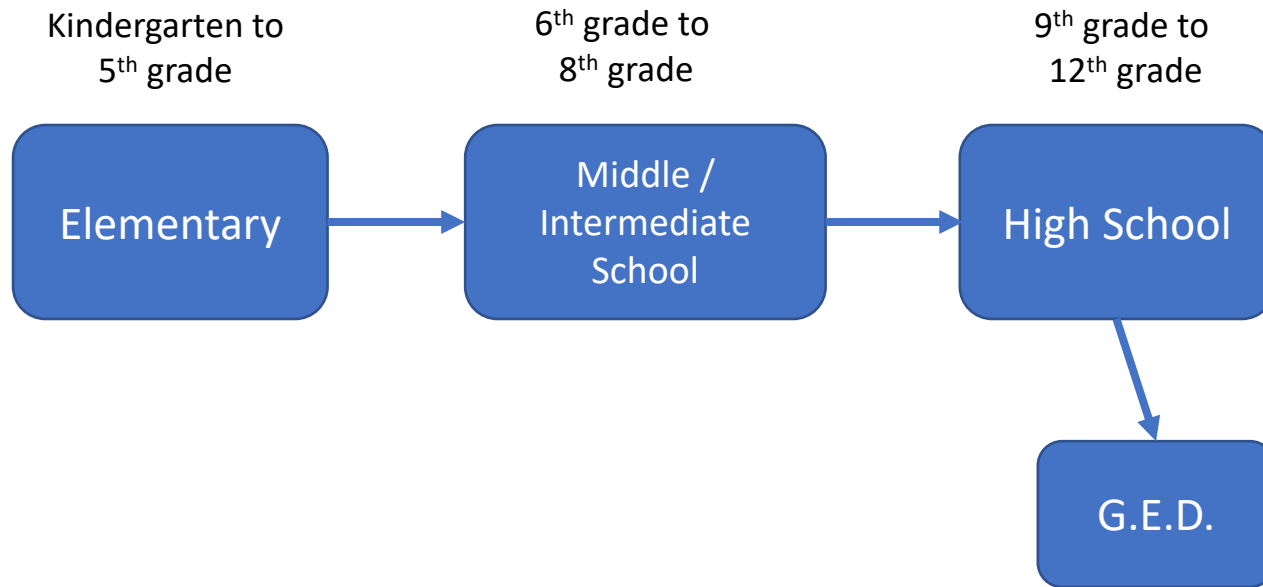 Kindergarten to
5th grade
6th grade to
8th grade
9th grade to
12th grade
Elementary
Middle /
Intermediate
School
High School
G.E.D.